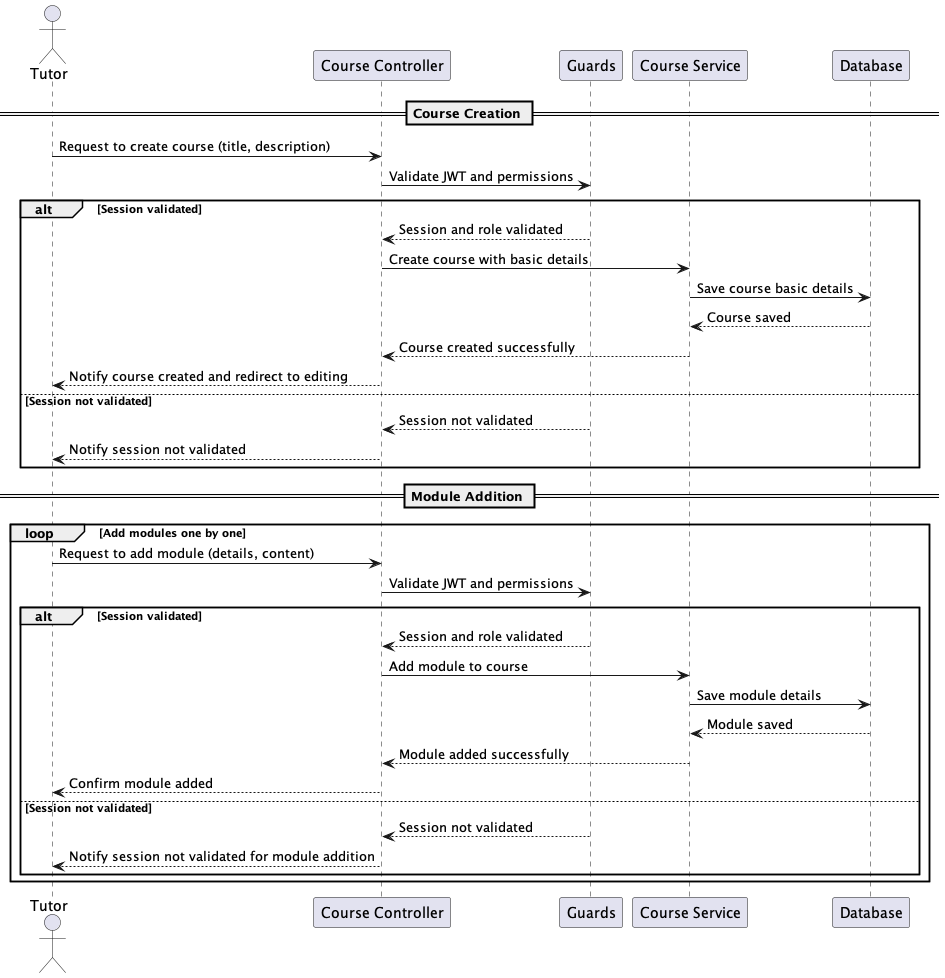 Tutor
Course Controller
Guards
Course Service
Database
Course Creation
Request to create course (title, description)
Validate JWT and permissions
alt
[Session validated]
Session and role validated
Create course with basic details
Save course basic details
Course saved
Course created successfully
Notify course created and redirect to editing
[Session not validated]
Session not validated
Notify session not validated
Module Addition
loop
[Add modules one by one]
Request to add module (details, content)
Validate JWT and permissions
alt
[Session validated]
Session and role validated
Add module to course
Save module details
Module saved
Module added successfully
Confirm module added
[Session not validated]
Session not validated
Notify session not validated for module addition
Tutor
Course Controller
Guards
Course Service
Database